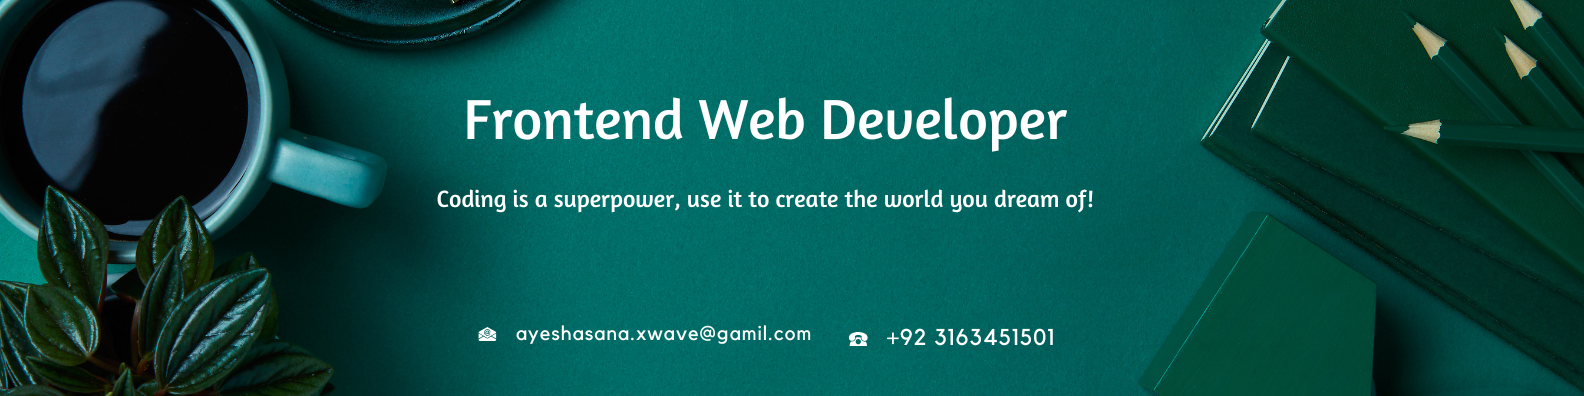 Frontend Web Developer
Coding is a superpower, use it to create the world you dream of!
ayeshasana.xwave@gamil.com +92 3163451501